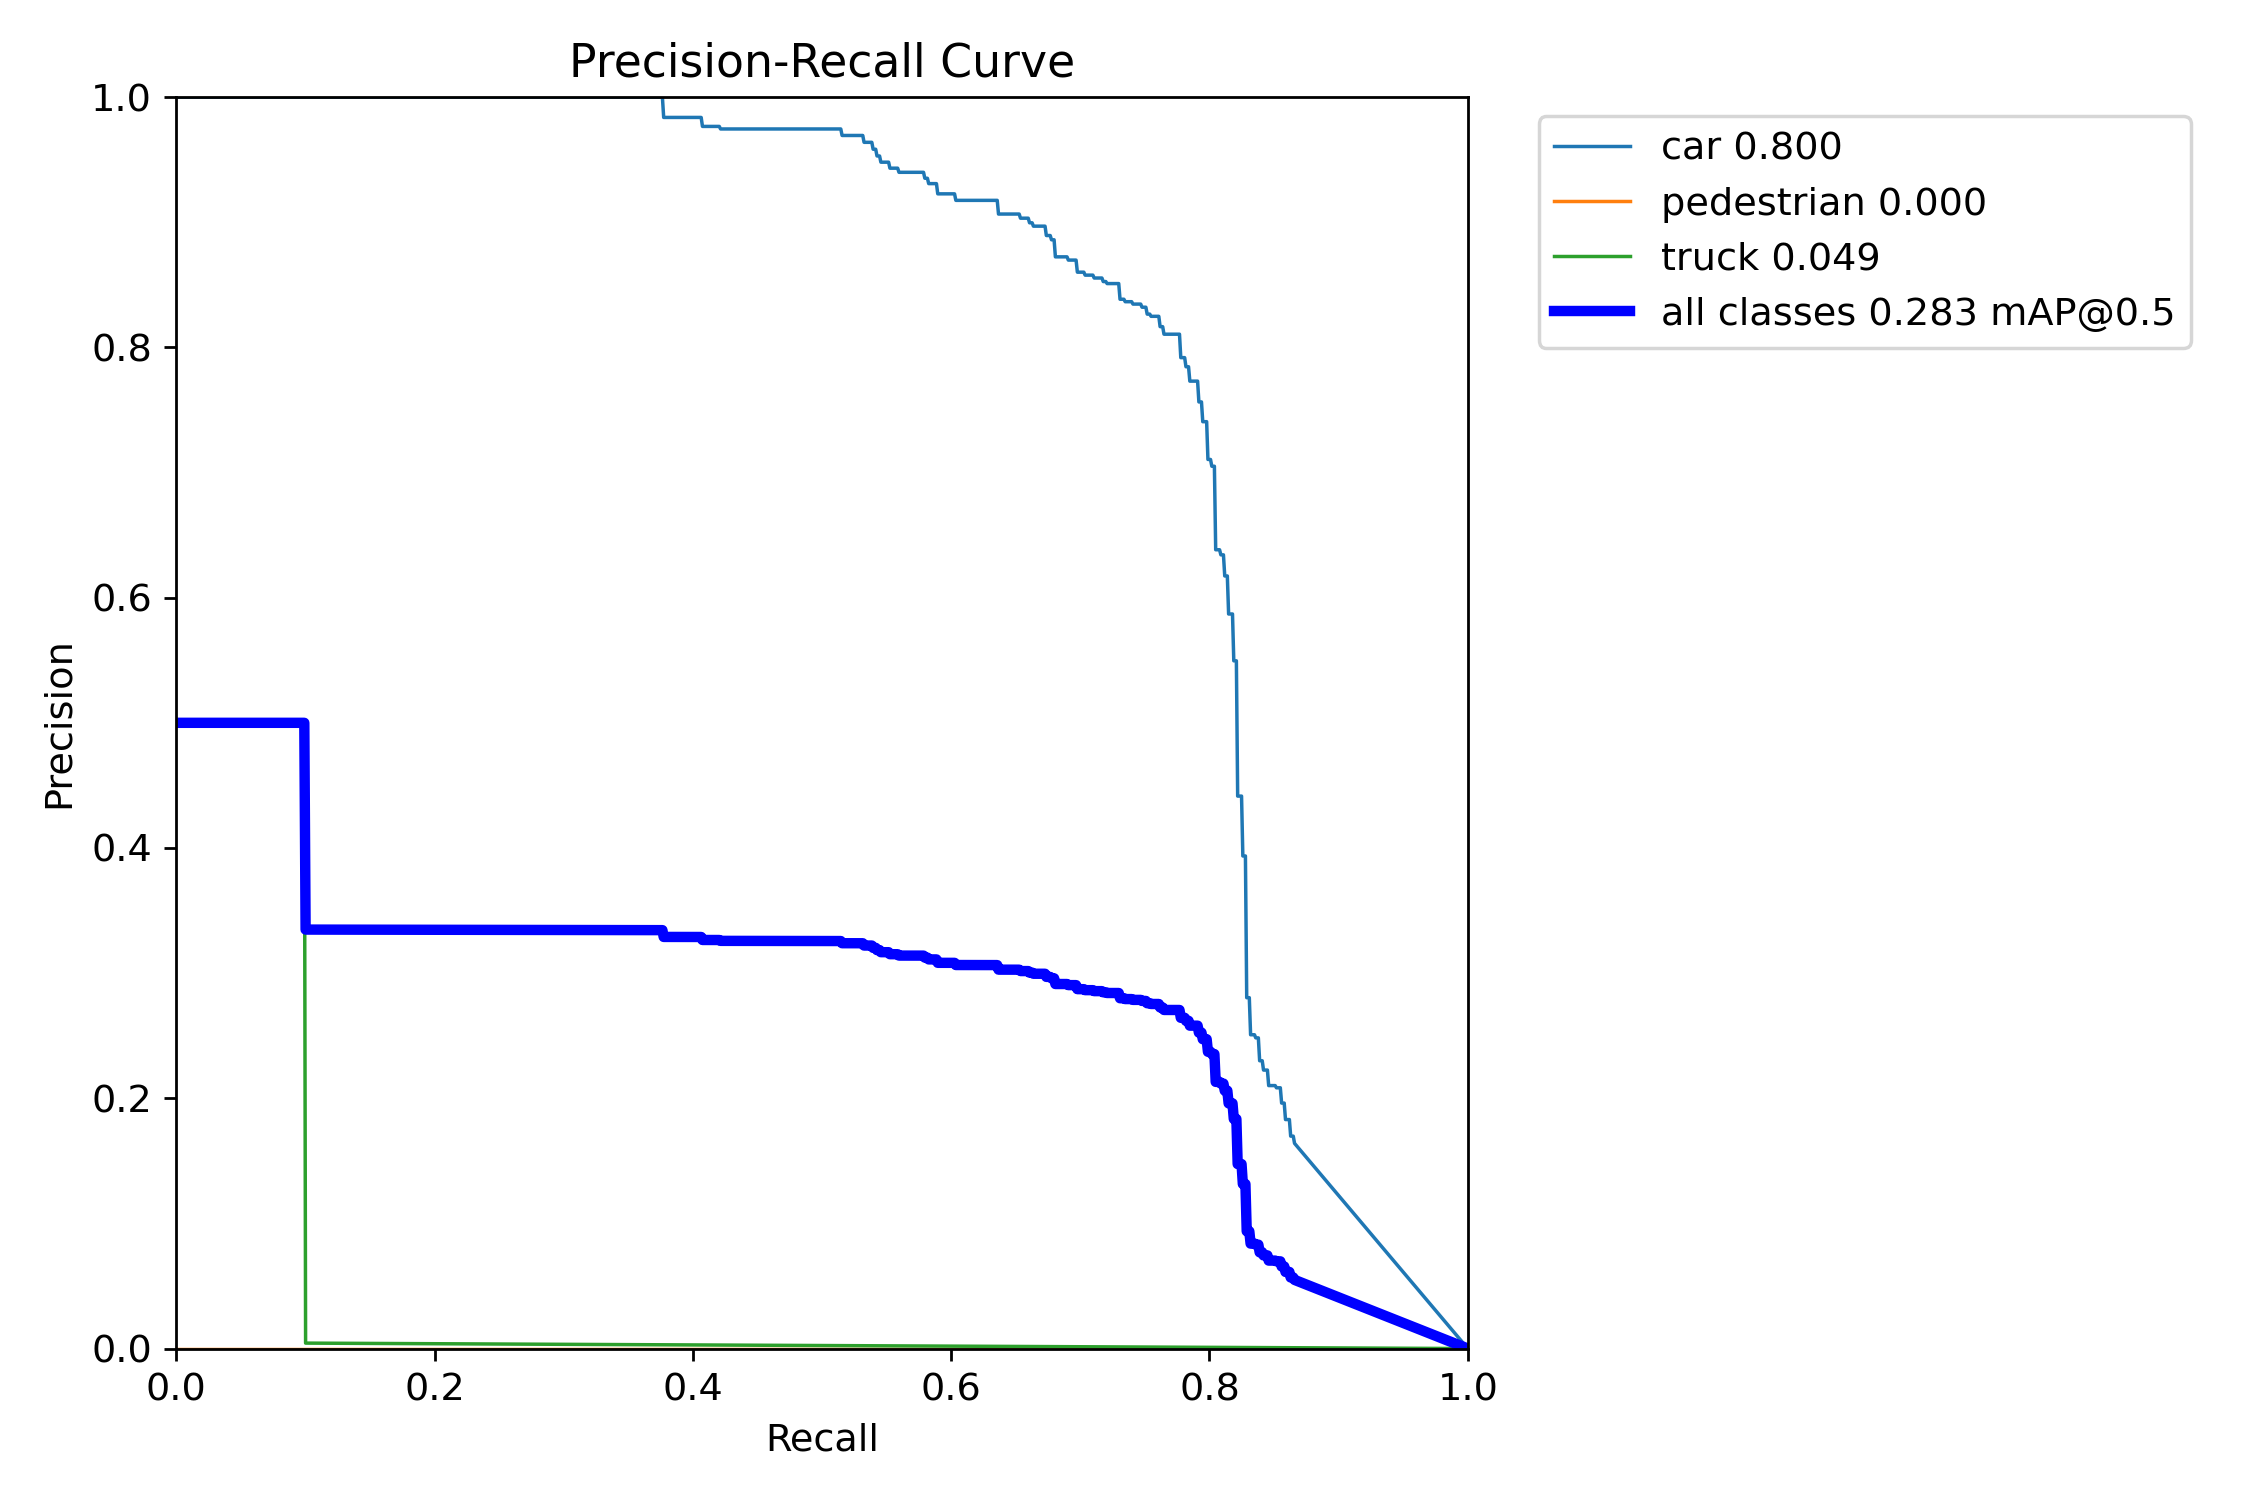 Precision-Recall Curve
1.0
0.8
0.6
0.4
0.2
0.0
Precision
0.0 0.2 0.4 0.6 0.8 1.0
Recall
car 0.800
pedestrian 0.000
truck 0.049
all classes 0.283 mAP@0.5